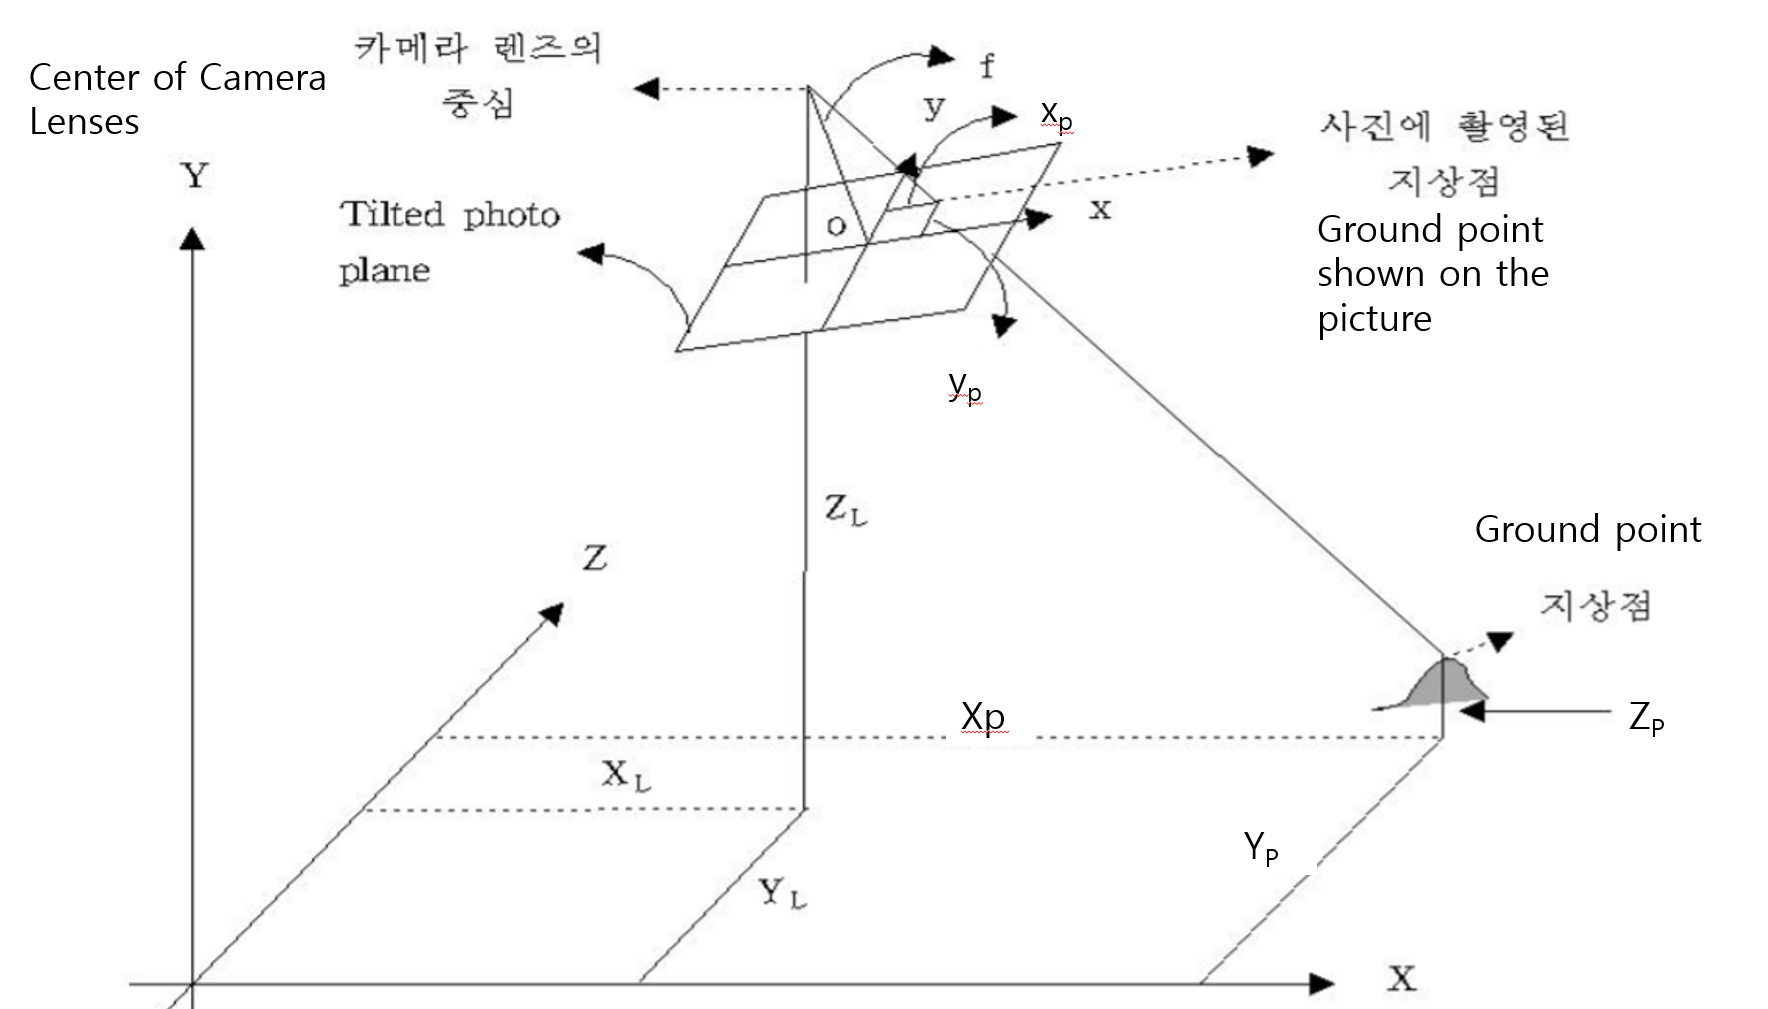 카메라 렌즈의
중심
Center of Camera
Lenses
f
y
xp
사진에 촬영된
지상점
Ground point
shown on the
picture
Y
Tilted photo
plane
o
x
yp
ZL
Z
Ground point
지상점
Xp
ZP
XL
YP
YL
X